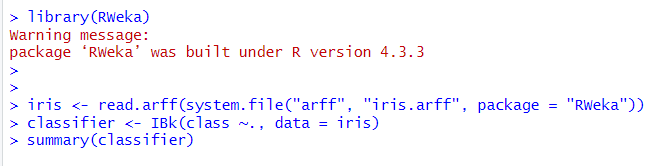 > library(RWeka)
Warning message:
package ‘RWeka’ was built under R version 4.3.3
>
>
> iris <- read.arff(system.file("arff", "iris.arff", package = "RWeka"))
> classifier <- IBk(class ~., data = iris)
> summary(classifier)